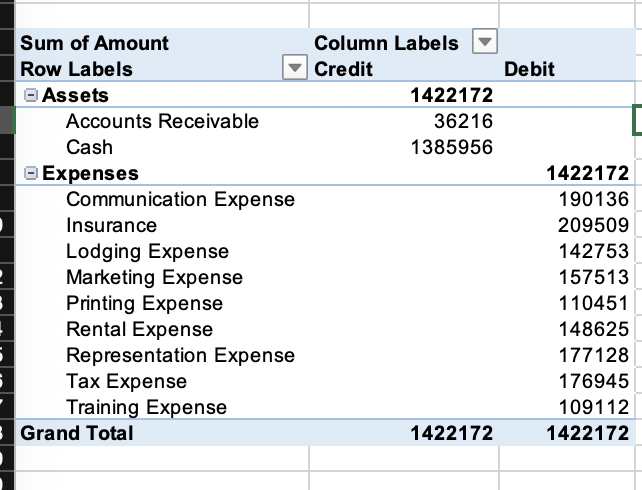 Sum of Amount Column Labels
Row Labels Credit Debit
Assets 1422172
Accounts Receivable 36216
Cash 1385956
Expenses 1422172
Communication Expense 190136
Insurance 209509
Lodging Expense 142753
Marketing Expense 157513
Printing Expense 110451
Rental Expense 148625
Representation Expense 177128
Tax Expense 176945
Training Expense 109112
Grand Total 1422172 1422172